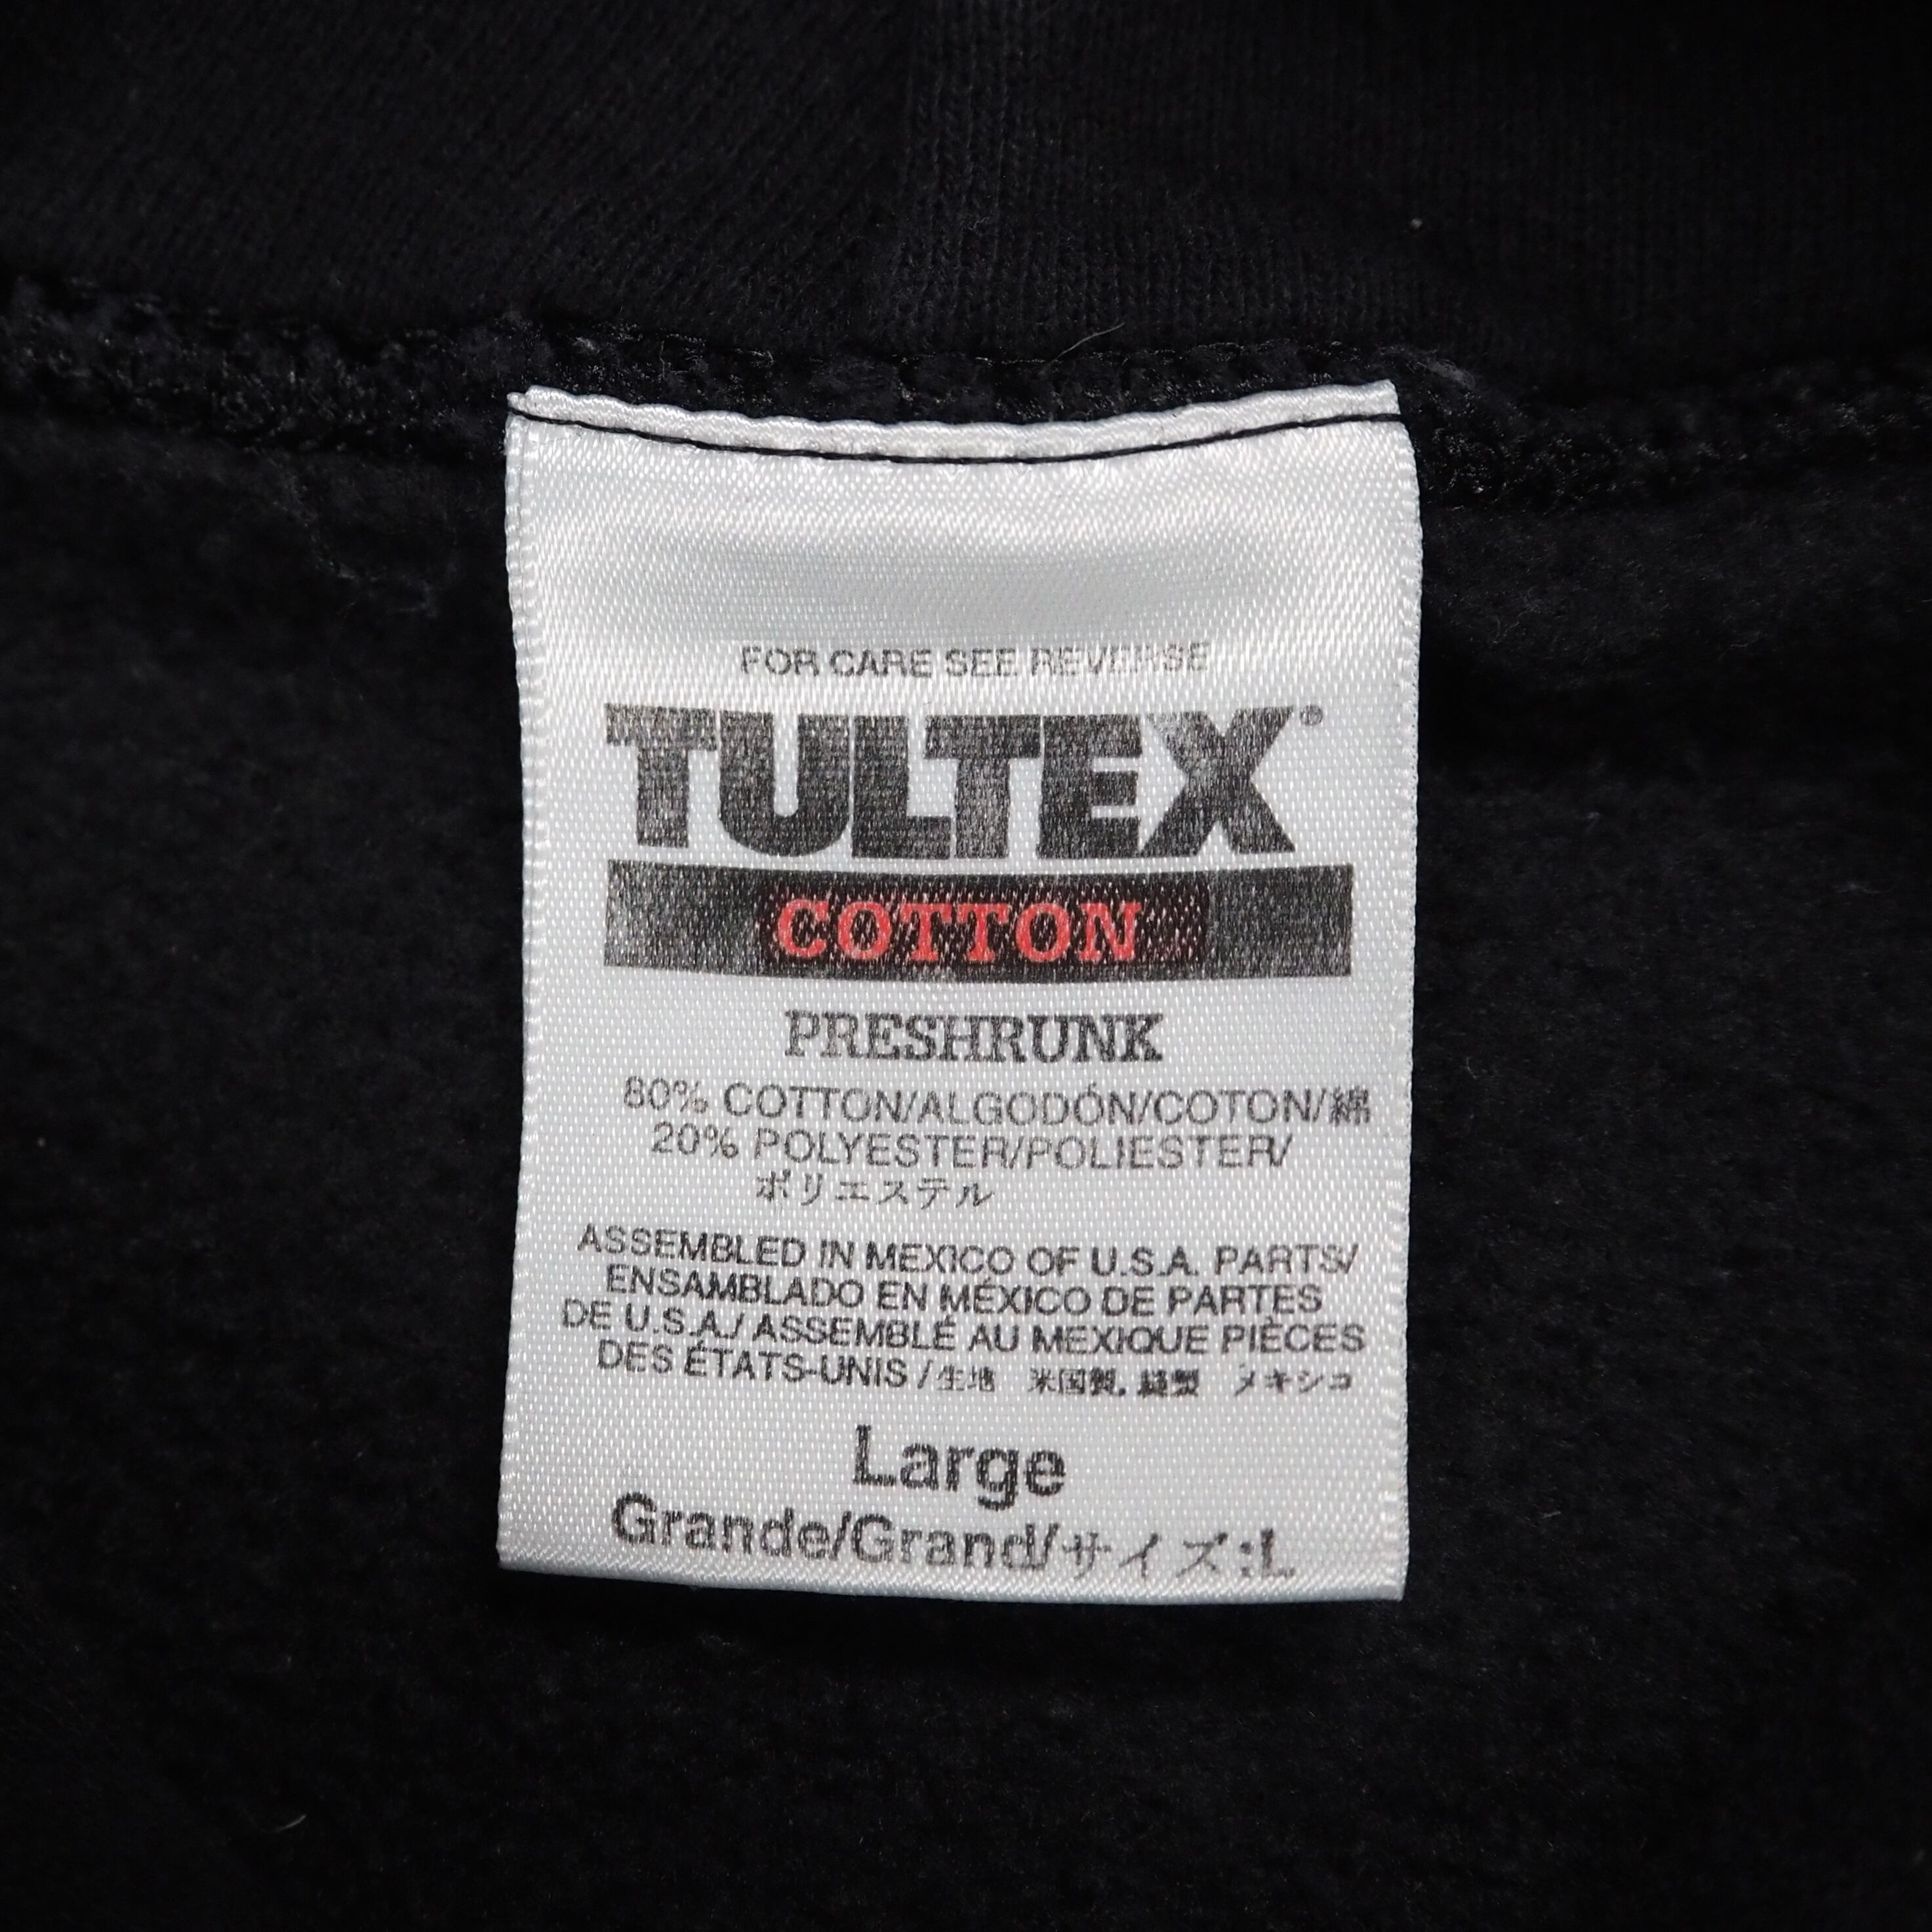 FOR CARE SEE REVERSE
TULTEX®
COTTON
PRESHRUNK
80% COTTON/ALGODÓN/COTON/綿
20% POLYESTER/POLIESTER/
ポリエステル
ASSEMBLED IN MEXICO OF U.S.A. PARTS/
ENSAMBLADO EN MÉXICO DE PARTES
DE U.S.A./ ASSEMBLÉ AU MEXIQUE PIÈCES
DES ÉTATS-UNIS / 生地 米国製, 縫製 メキシコ
Large
Grande/Grand/サイズ:L